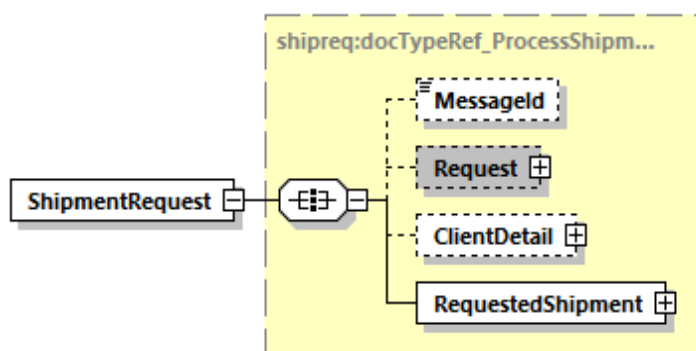 shipreq:docTypeRef_ProcessShipm...
MessageId
Request
ShipmentRequest
ClientDetail
RequestedShipment